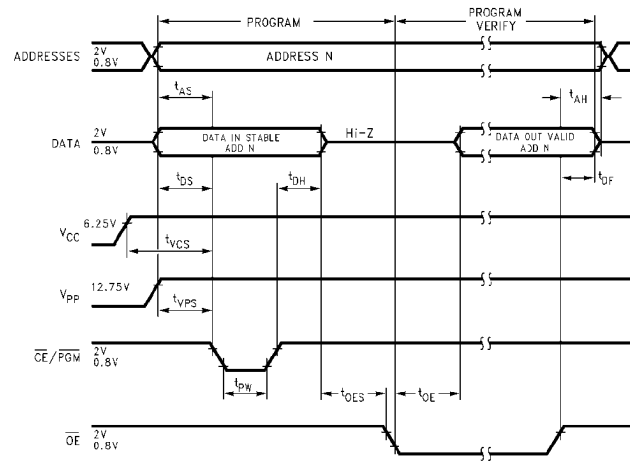 PROGRAM
PROGRAM
VERIFY
ADDRESSES
2V
0.8V
ADDRESS N
tAS
tAH
DATA
2V
0.8V
DATA IN STABLE
ADD N
Hi-Z
DATA OUT VALID
ADD N
tDS
tDH
tDF
VCC
6.25V
tVCS
VPP
12.75V
tVPS
CE/PGM
2V
0.8V
tPW
tOES
tOE
OE
2V
0.8V